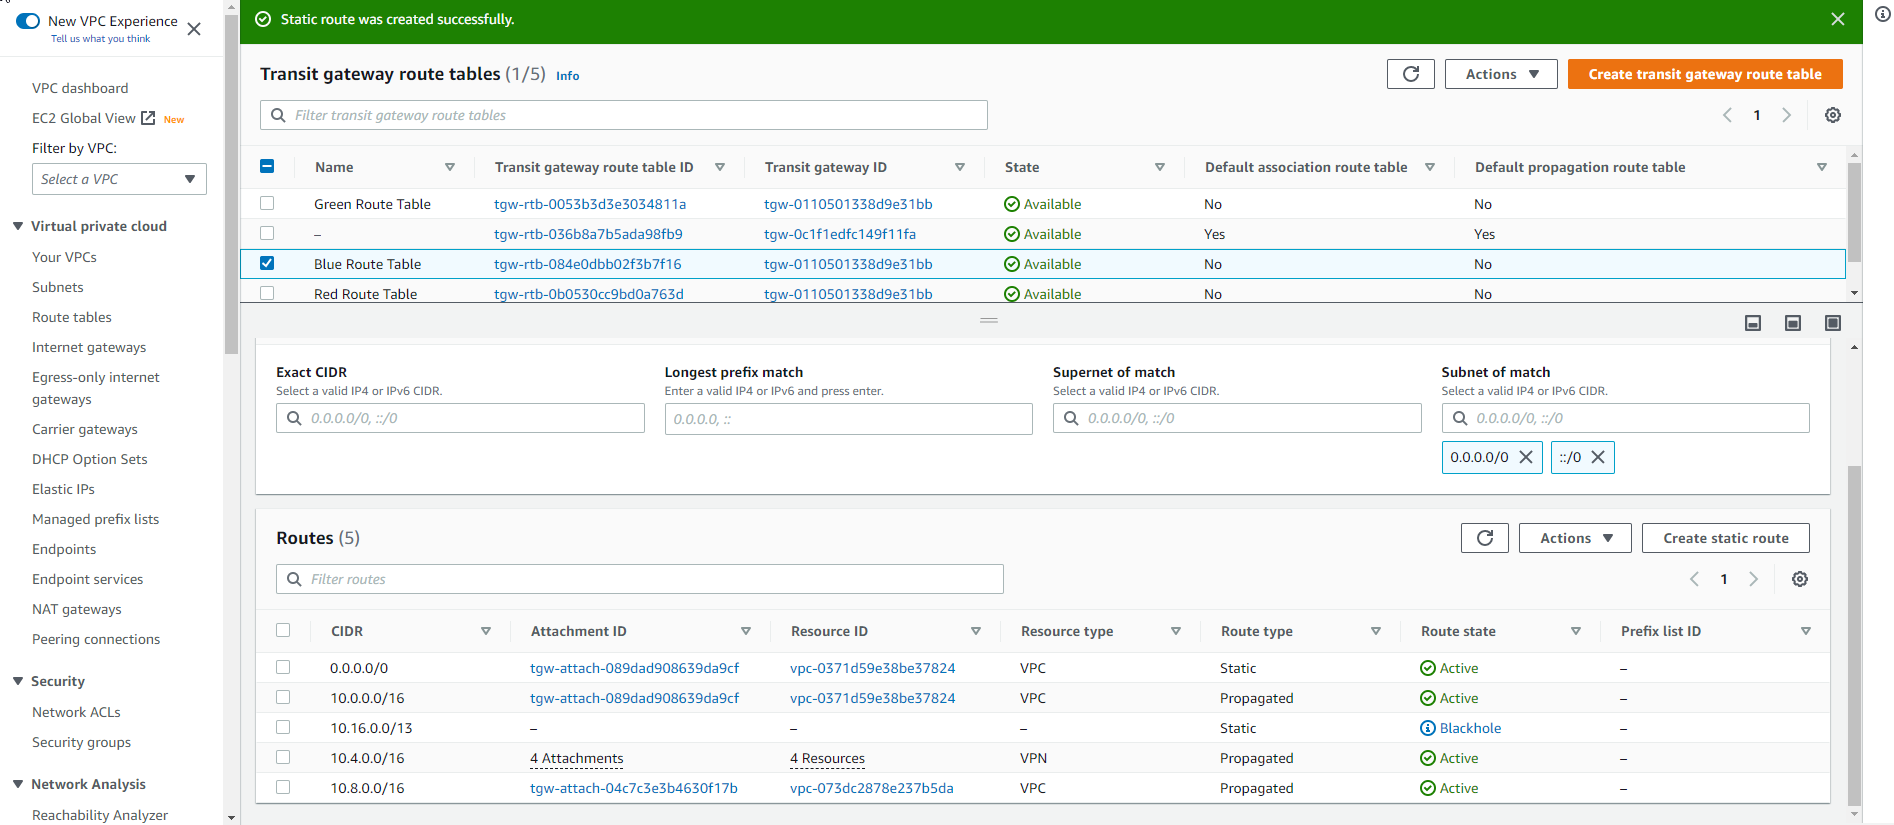 New VPC Experience
Tell us what you think
VPC dashboard
EC2 Global View New
Filter by VPC:
Select a VPC
Virtual private cloud
Your VPCs
Subnets
Route tables
Internet gateways
Egress-only internet
gateways
Carrier gateways
DHCP Option Sets
Elastic IPs
Managed prefix lists
Endpoints
Endpoint services
NAT gateways
Peering connections
Security
Network ACLs
Security groups
Network Analysis
Reachability Analyzer
Static route was created successfully.
Transit gateway route tables (1/5) Info
Actions
Create transit gateway route table
Filter transit gateway route tables
1
Name Transit gateway route table ID Transit gateway ID State Default association route table Default propagation route table
Green Route Table tgw-rtb-0053b3d3e3034811a tgw-0110501338d9e31bb Available No No
– tgw-rtb-036b8a7b5ada98fb9 tgw-0c1f1edfc149f11fa Available Yes Yes
Blue Route Table tgw-rtb-084e0dbb02f3b7f16 tgw-0110501338d9e31bb Available No No
Red Route Table tgw-rtb-0b0530cc9bd0a763d tgw-0110501338d9e31bb Available No No
Exact CIDR Longest prefix match Supernet of match Subnet of match
Select a valid IP4 or IPv6 CIDR. Enter a valid IP4 or IPv6 and press enter. Select a valid IP4 or IPv6 CIDR. Select a valid IP4 or IPv6 CIDR.
0.0.0.0/0, ::/0 0.0.0.0, :: 0.0.0.0/0, ::/0 0.0.0.0/0, ::/0
0.0.0.0/0 ::/0
Routes (5)
Actions
Create static route
Filter routes
1
CIDR Attachment ID Resource ID Resource type Route type Route state Prefix list ID
0.0.0.0/0 tgw-attach-089dad908639da9cf vpc-0371d59e38be37824 VPC Static Active –
10.0.0.0/16 tgw-attach-089dad908639da9cf vpc-0371d59e38be37824 VPC Propagated Active –
10.16.0.0/13 – – – Static Blackhole –
10.4.0.0/16 4 Attachments 4 Resources VPN Propagated Active –
10.8.0.0/16 tgw-attach-04c7c3e3b4630f17b vpc-073dc2878e237b5da VPC Propagated Active –